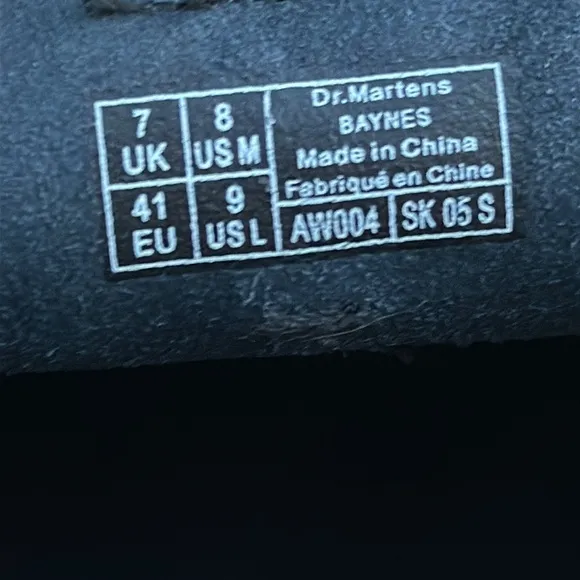 7 UK
8 US M
41 EU
9 US L
Dr.Martens
BAYNES
Made in China
Fabriqué en Chine
AW004
SK 05 S